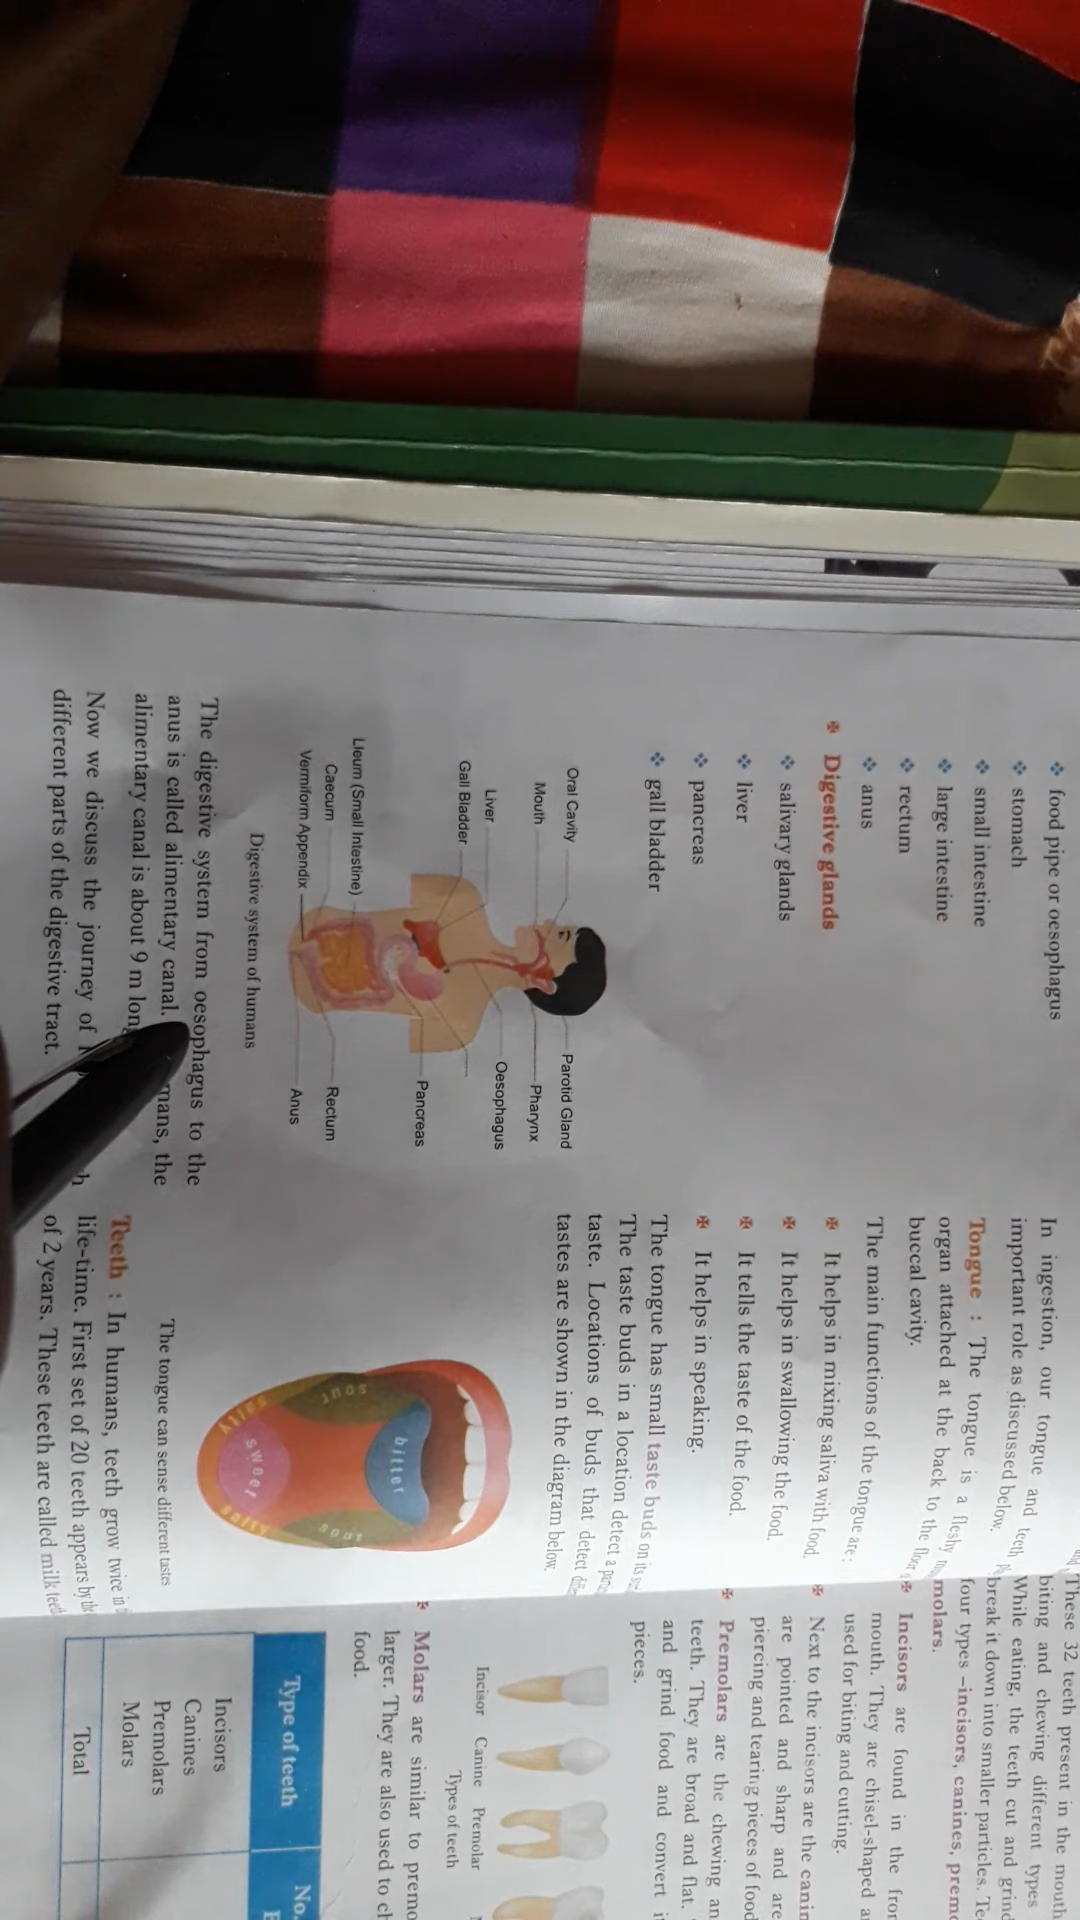 food pipe or oesophagus
stomach
small intestine
large intestine
rectum
anus
Digestive glands
salivary glands
liver
pancreas
gall bladder
Oral Cavity
Mouth
Liver
Gall Bladder
Lleum (Small Intestine)
Caecum
Vermiform Appendix
Parotid Gland
Pharynx
Oesophagus
Pancreas
Rectum
Anus
Digestive system of humans
The digestive system from oesophagus to the
anus is called alimentary canal. the
alimentary canal is about 9 m
Now we discuss the journey of
different parts of the digestive tract.
In ingestion, our tongue and teeth
important role as discussed below.
Tongue : The tongue is a fleshy
organ attached at the back to the floor
buccal cavity.
The main functions of the tongue are :
It helps in mixing saliva with food.
It helps in swallowing the food.
It tells the taste of the food.
It helps in speaking.
The tongue has small taste buds on its
The taste buds in a location detect a
taste. Locations of buds that detect
tastes are shown in the diagram below.
bitter
sour
sour
salty
sweet
salty
The tongue can sense different tastes
Teeth : In humans, teeth grow twice in
life-time. First set of 20 teeth appears by
of 2 years. These teeth are called milk
These 32 teeth present in the mouth
biting and chewing different types
While eating, the teeth cut and grind
break it down into smaller particles.
four types –incisors, canines,
molars.
Incisors are found in the
mouth. They are chisel-shaped
used for biting and cutting.
Next to the incisors are the
are pointed and sharp and are
piercing and tearing pieces of food
Premolars are the chewing
teeth. They are broad and flat.
and grind food and convert
pieces.
Incisor Canine Premolar
Types of teeth
Molars are similar to
larger. They are also used to
food.
Type of teeth No.
Incisors
Canines
Premolars
Molars
Total